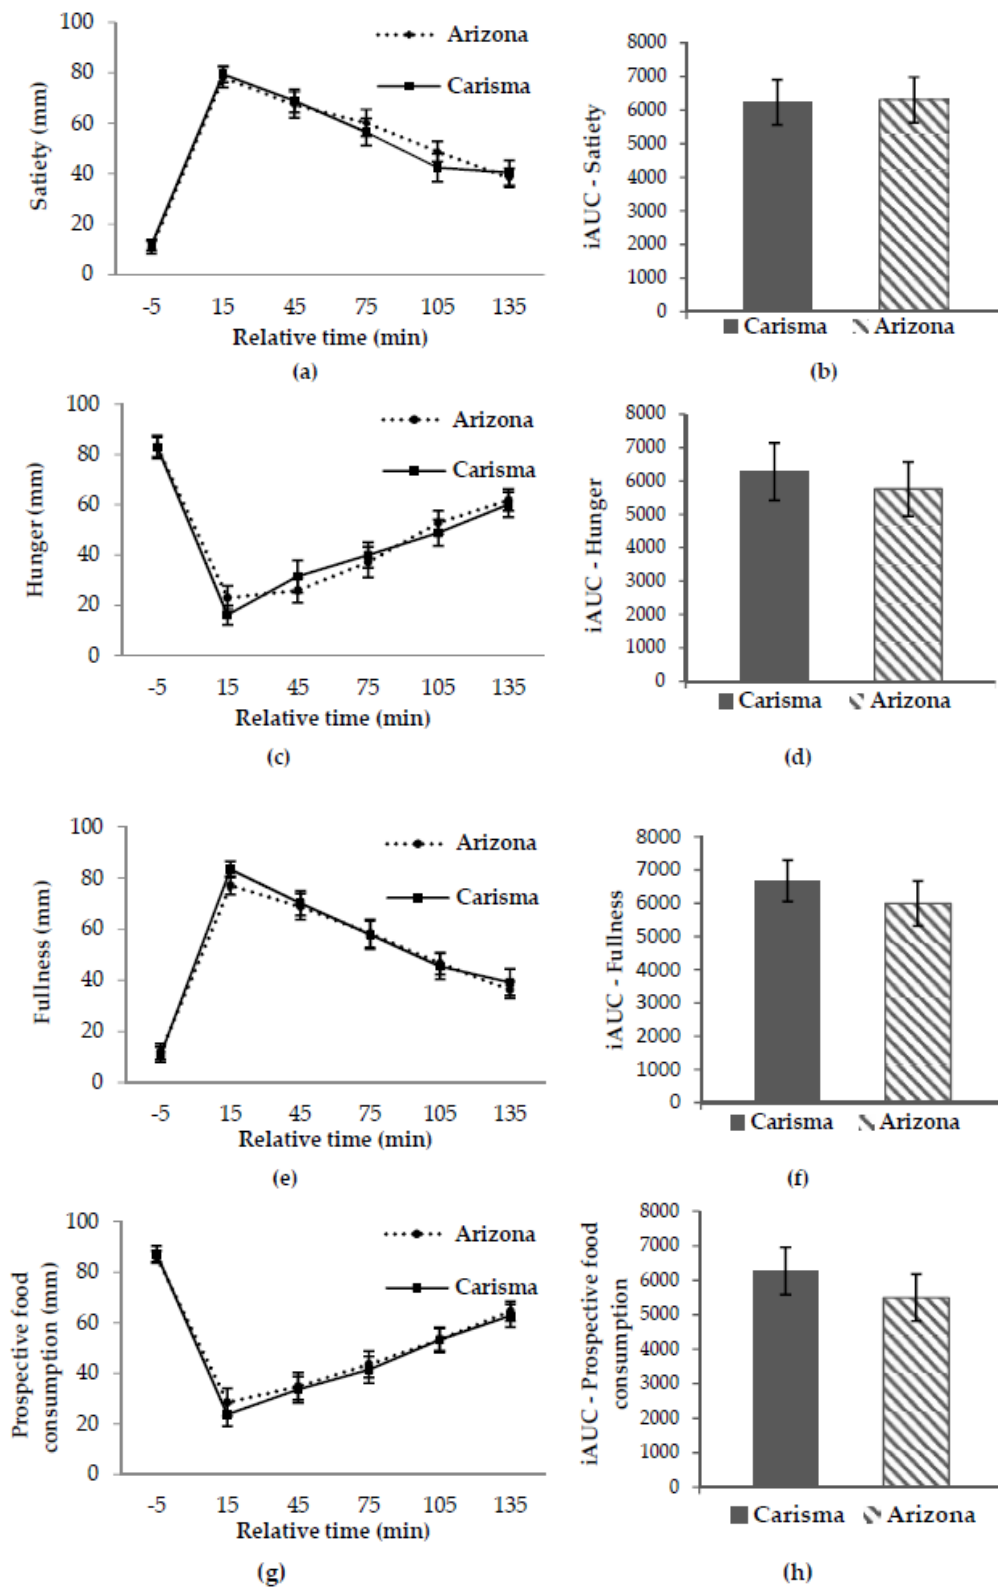 100
80
60
40
20
0
Satiety (mm)
Arizona
Carisma
-5 15 45 75 105 135
Relative time (min)
(a)
8000
7000
6000
5000
4000
3000
2000
1000
0
iAUC - Satiety
Carisma Arizona
(b)
100
80
60
40
20
0
Hunger (mm)
Arizona
Carisma
-5 15 45 75 105 135
Relative time (min)
(c)
8000
7000
6000
5000
4000
3000
2000
1000
0
iAUC - Hunger
Carisma Arizona
(d)
100
80
60
40
20
0
Fullness (mm)
Arizona
Carisma
-5 15 45 75 105 135
Relative time (min)
(e)
8000
7000
6000
5000
4000
3000
2000
1000
0
iAUC - Fullness
Carisma Arizona
(f)
100
80
60
40
20
0
Prospective food
consumption (mm)
Arizona
Carisma
-5 15 45 75 105 135
Relative time (min)
(g)
8000
7000
6000
5000
4000
3000
2000
1000
0
iAUC - Prospective food
consumption
Carisma Arizona
(h)